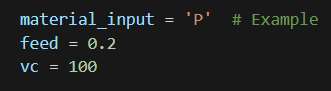 material_input = 'P'  # Example
feed = 0.2
vc = 100